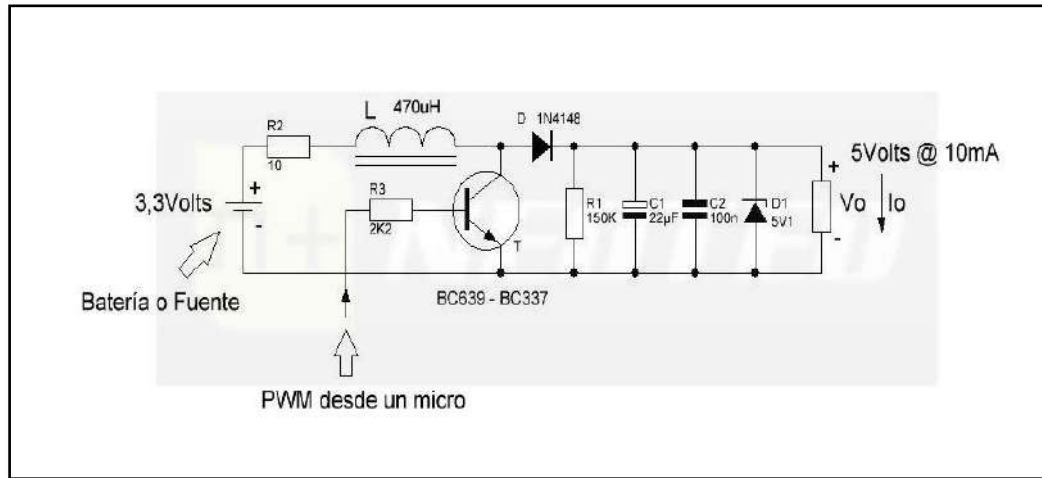 L 470uH
D 1N4148
R2
10
5Volts @ 10mA
3,3Volts
+
-
R3
2K2
T
R1
150K
C1
22µF
C2
100n
D1
5V1
+
Vo
Io
-
Batería o Fuente
BC639 - BC337
PWM desde un micro